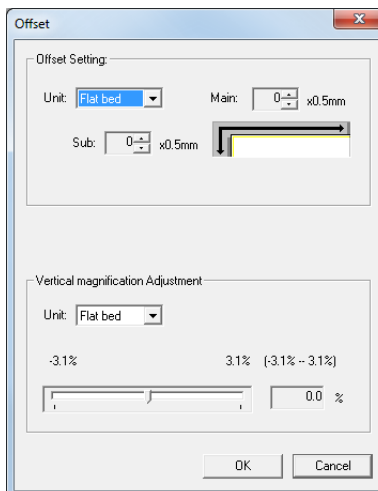 Offset
Offset Setting:
Unit: Flat bed Main: 0 x0.5mm
Sub: 0 x0.5mm
Vertical magnification Adjustment
Unit: Flat bed
-3.1% 3.1% (-3.1% -- 3.1%)
0.0 %
OK Cancel